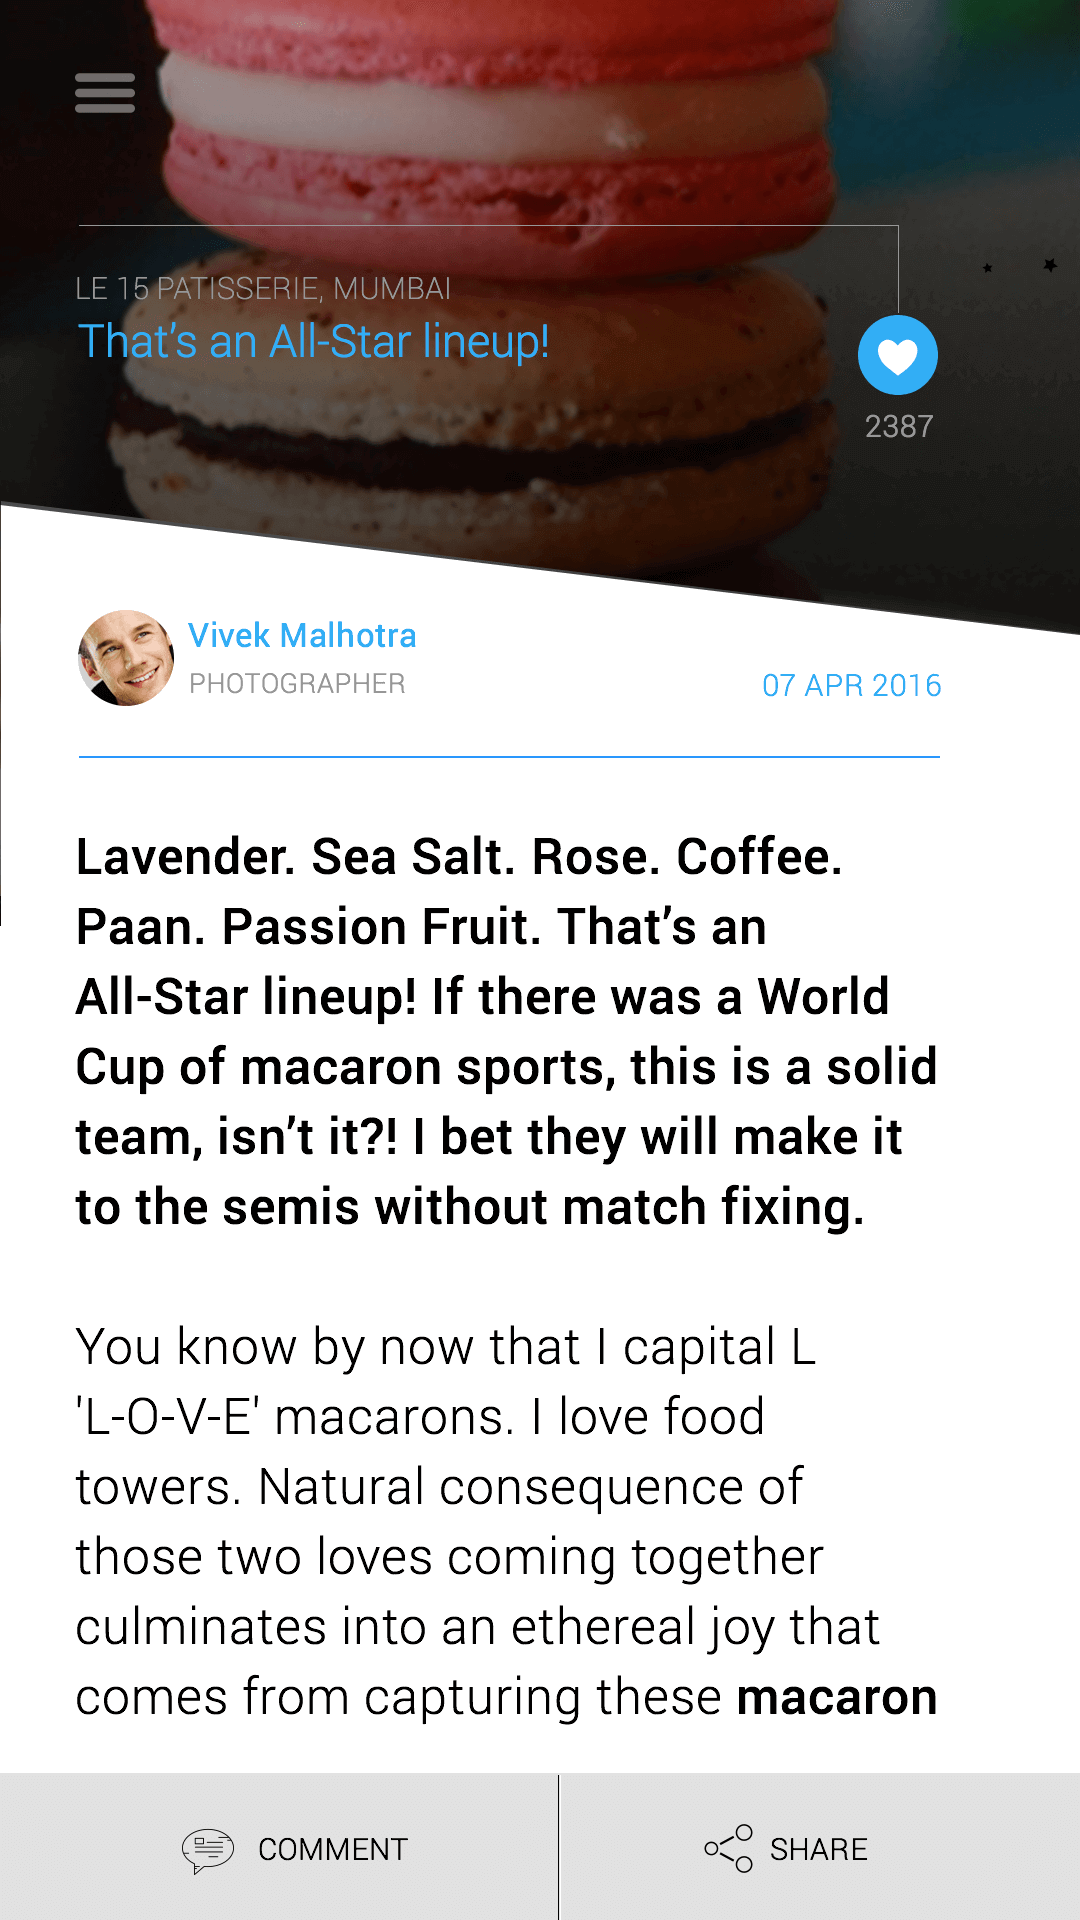 LE 15 PATISSERIE, MUMBAI
That's an All-Star lineup!
2387
Vivek Malhotra
PHOTOGRAPHER
07 APR 2016
Lavender. Sea Salt. Rose. Coffee.
Paan. Passion Fruit. That's an
All-Star lineup! If there was a World
Cup of macaron sports, this is a solid
team, isn't it?! I bet they will make it
to the semis without match fixing.
You know by now that I capital L
'L-O-V-E' macarons. I love food
towers. Natural consequence of
those two loves coming together
culminates into an ethereal joy that
comes from capturing these macaron
COMMENT
SHARE